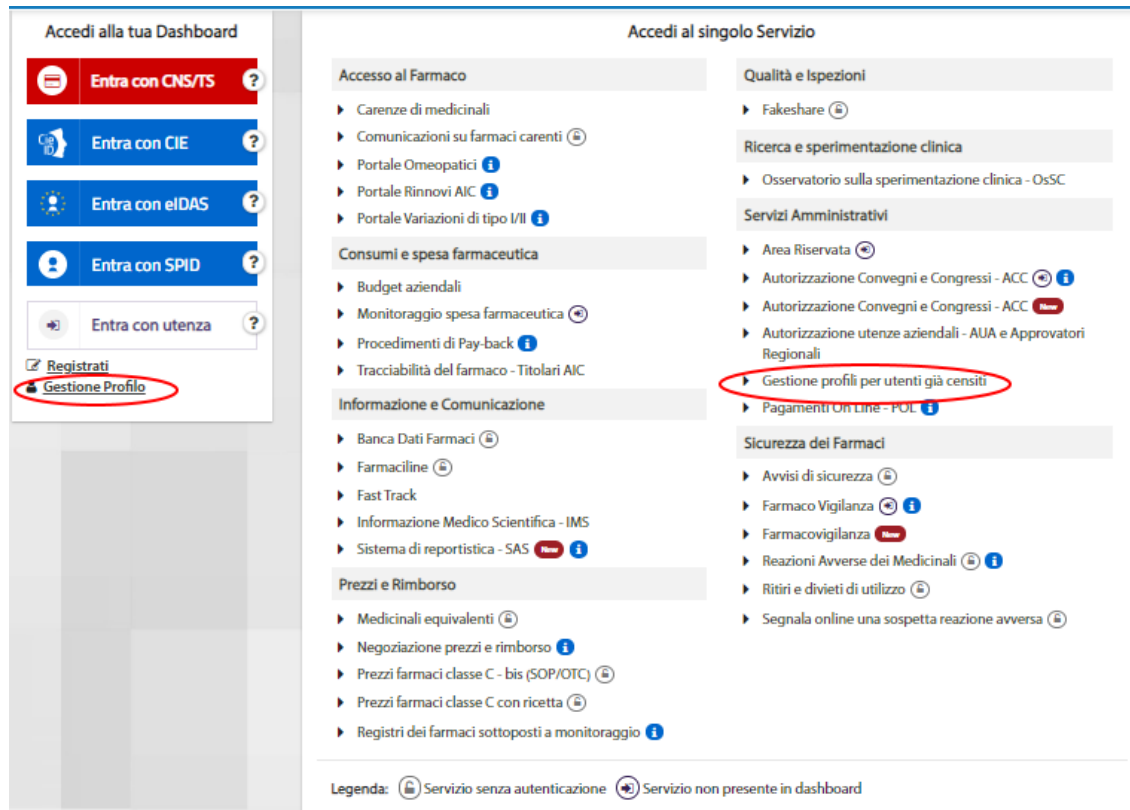 Accedi alla tua Dashboard
Entra con CNS/TS ?
CIE ID Entra con CIE ?
Entra con eIDAS ?
Entra con SPID ?
Entra con utenza ?
Registrati
Gestione Profilo
Accedi al singolo Servizio
Accesso al Farmaco
Carenze di medicinali
Comunicazioni su farmaci carenti
Portale Omeopatici i
Portale Rinnovi AIC i
Portale Variazioni di tipo I/II i
Consumi e spesa farmaceutica
Budget aziendali
Monitoraggio spesa farmaceutica
Procedimenti di Pay-back i
Tracciabilità del farmaco - Titolari AIC
Informazione e Comunicazione
Banca Dati Farmaci
Farmaciline
Fast Track
Informazione Medico Scientifica - IMS
Sistema di reportistica - SAS New i
Prezzi e Rimborso
Medicinali equivalenti
Negoziazione prezzi e rimborso i
Prezzi farmaci classe C - bis (SOP/OTC)
Prezzi farmaci classe C con ricetta
Registri dei farmaci sottoposti a monitoraggio i
Qualità e Ispezioni
Fakeshare
Ricerca e sperimentazione clinica
Osservatorio sulla sperimentazione clinica - OsSC
Servizi Amministrativi
Area Riservata
Autorizzazione Convegni e Congressi - ACC i
Autorizzazione Convegni e Congressi - ACC New
Autorizzazione utenze aziendali - AUA e Approvatori
Regionali
Gestione profili per utenti già censiti
Pagamenti On Line - POL i
Sicurezza dei Farmaci
Avvisi di sicurezza
Farmaco Vigilanza i
Farmacovigilanza New
Reazioni Avverse dei Medicinali i
Ritiri e divieti di utilizzo
Segnala online una sospetta reazione avversa
Legenda: Servizio senza autenticazione Servizio non presente in dashboard